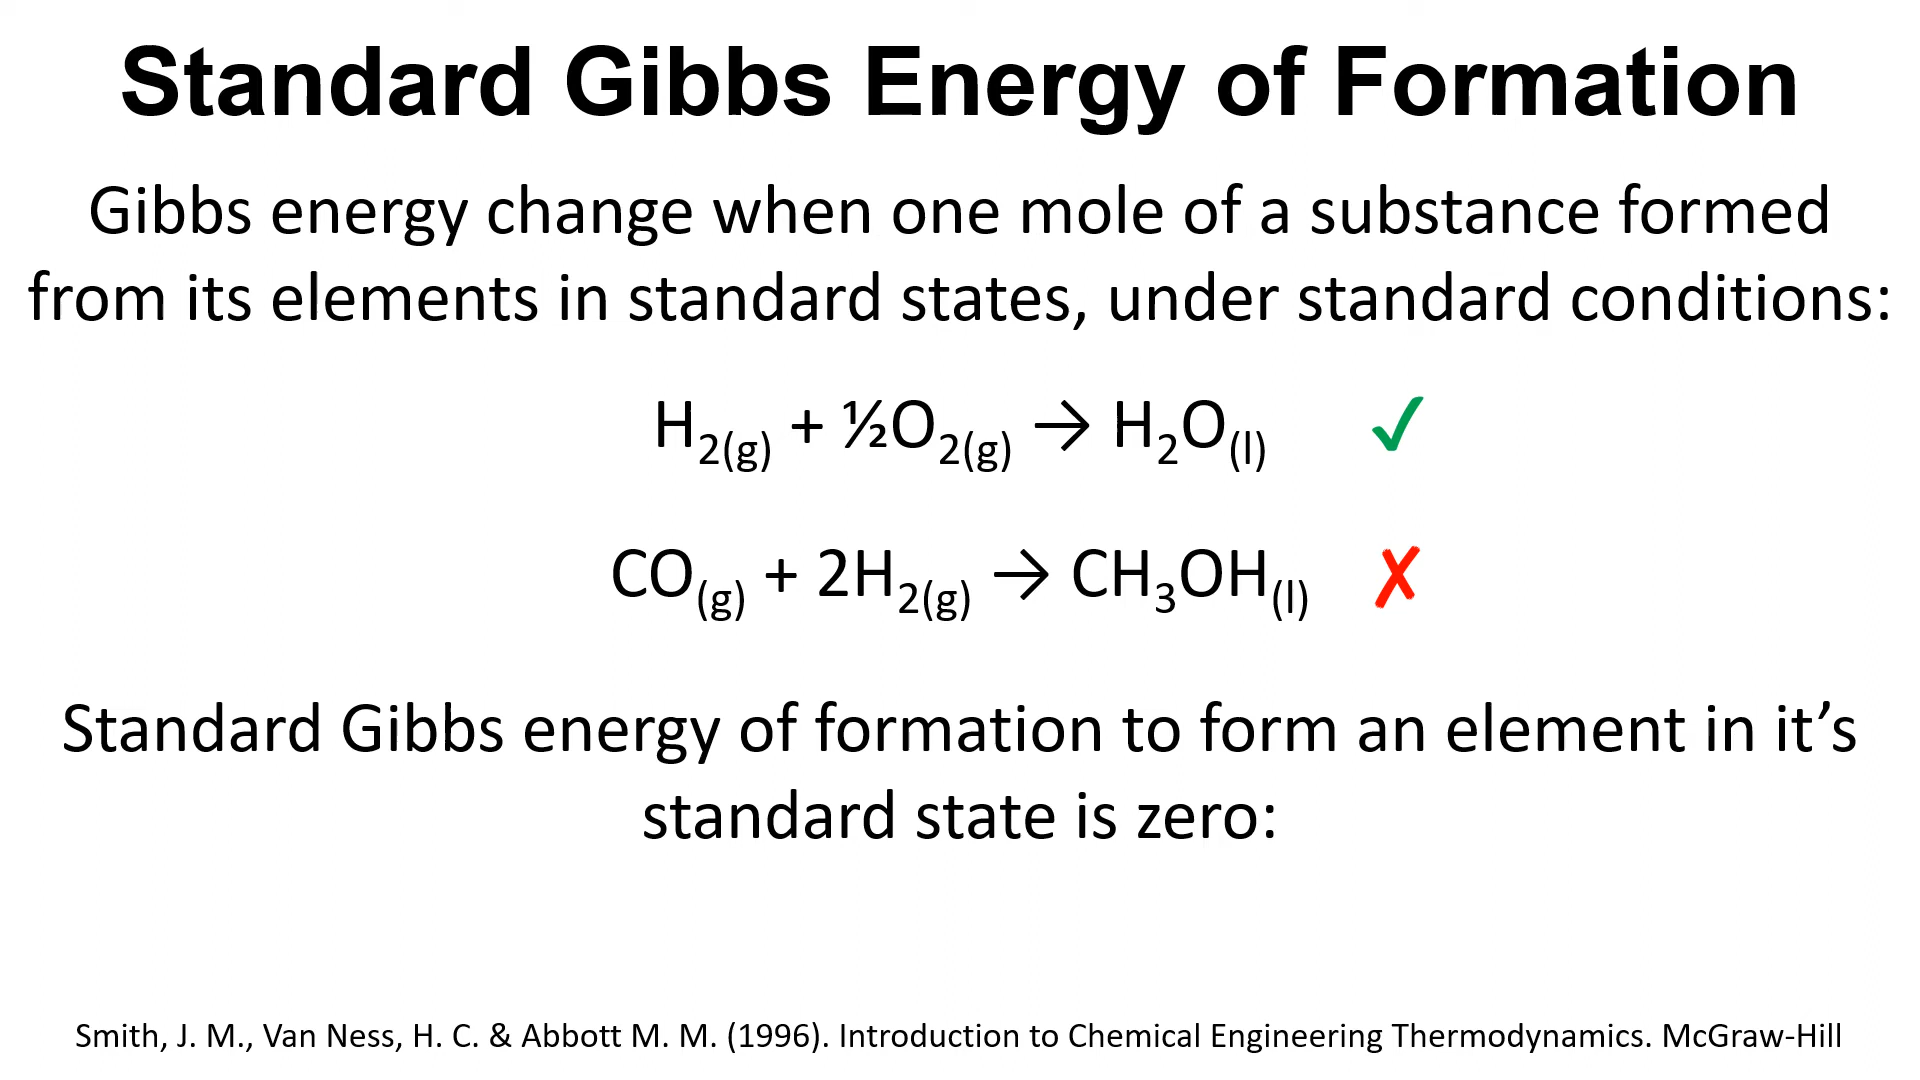 Standard Gibbs Energy of Formation
Gibbs energy change when one mole of a substance formed
from its elements in standard states, under standard conditions:
H₂(g) + ½O₂(g) → H₂O(l) ✓
CO(g) + 2H₂(g) → CH₃OH(l) ✗
Standard Gibbs energy of formation to form an element in it’s
standard state is zero:
Smith, J. M., Van Ness, H. C. & Abbott M. M. (1996). Introduction to Chemical Engineering Thermodynamics. McGraw-Hill